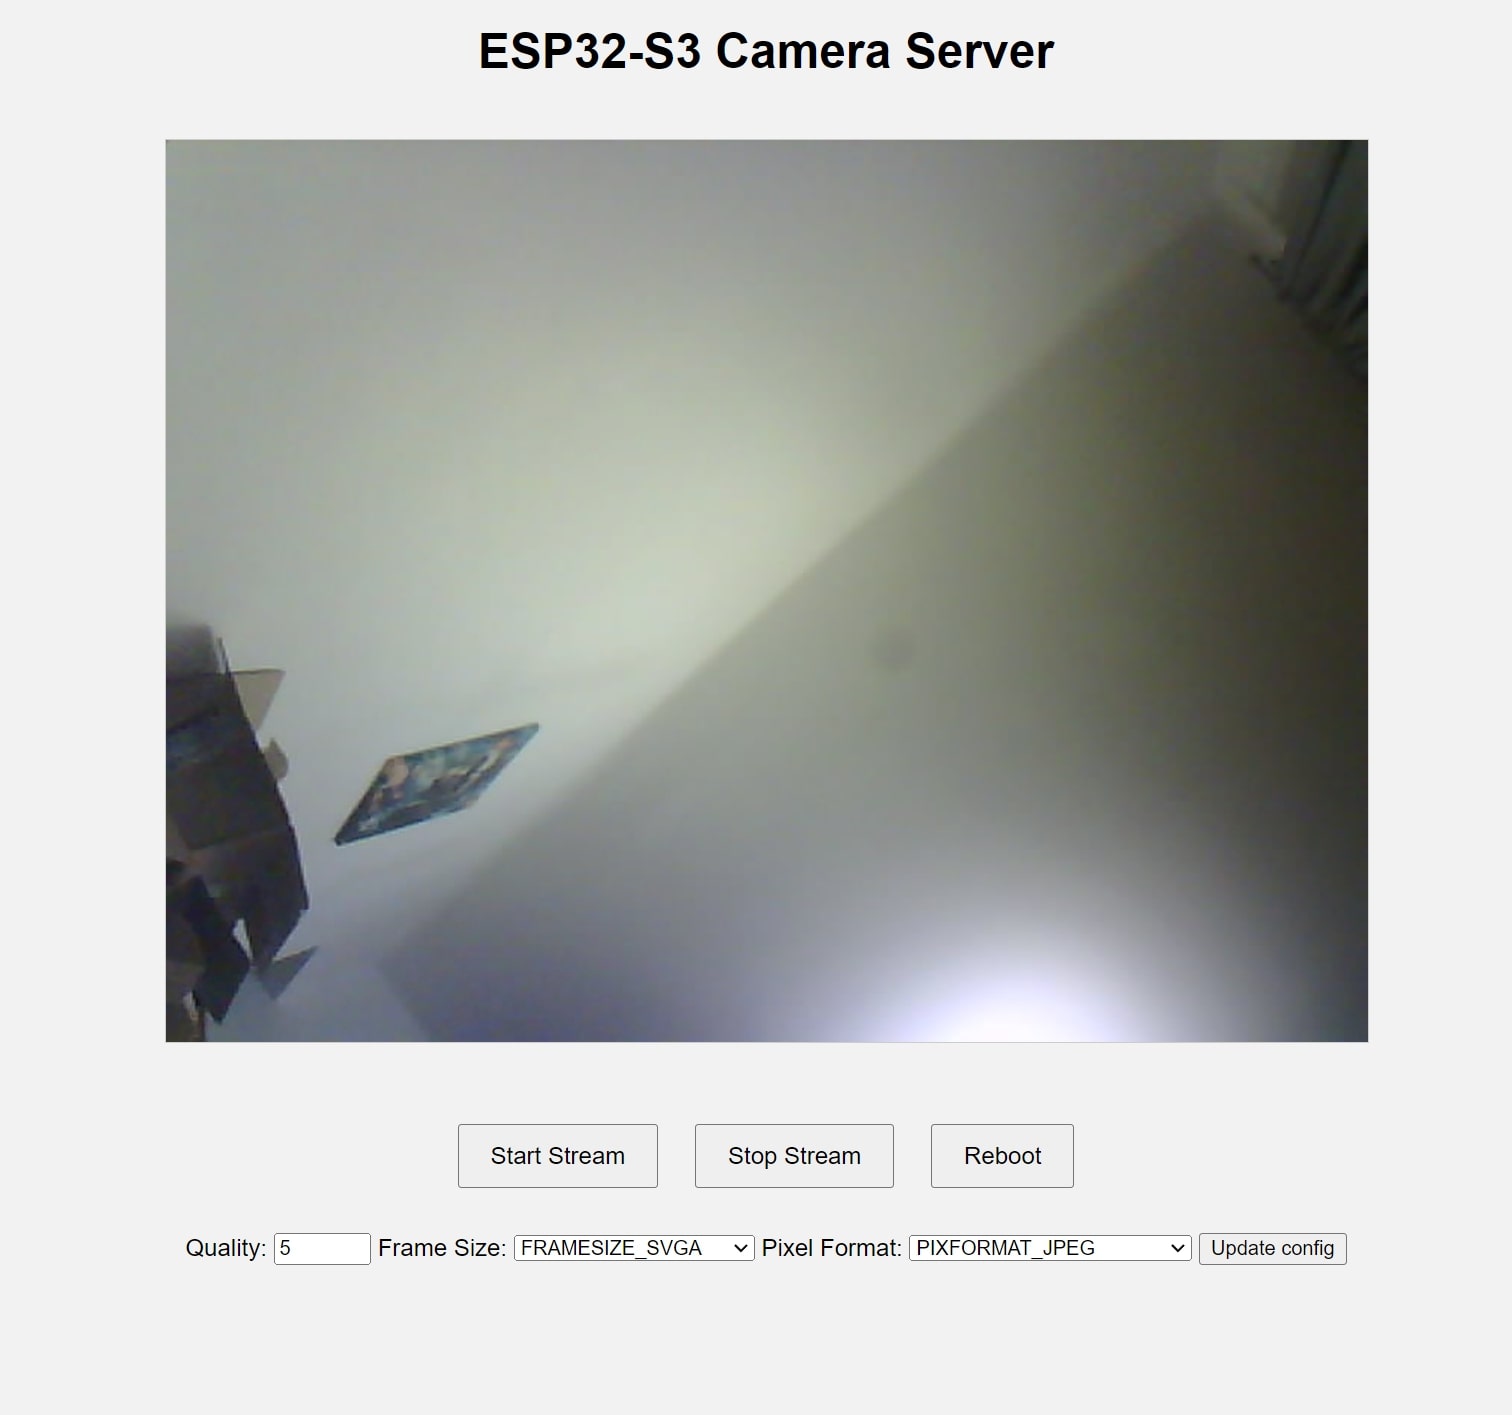 ESP32-S3 Camera Server
Start Stream Stop Stream Reboot
Quality: 5 Frame Size: FRAMESIZE_SVGA Pixel Format: PIXFORMAT_JPEG Update config